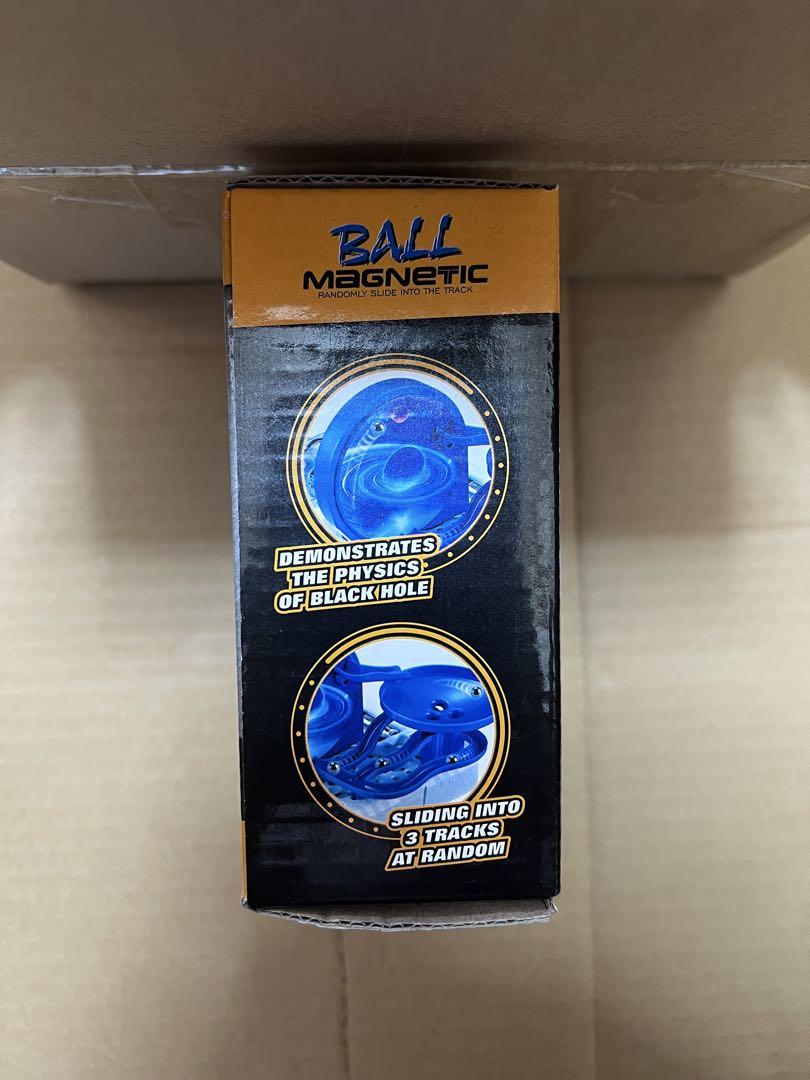 BALL
MAGNETIC
RANDOMLY SLIDE INTO THE TRACK
DEMONSTRATES
THE PHYSICS
OF BLACK HOLE
SLIDING INTO
3 TRACKS
AT RANDOM